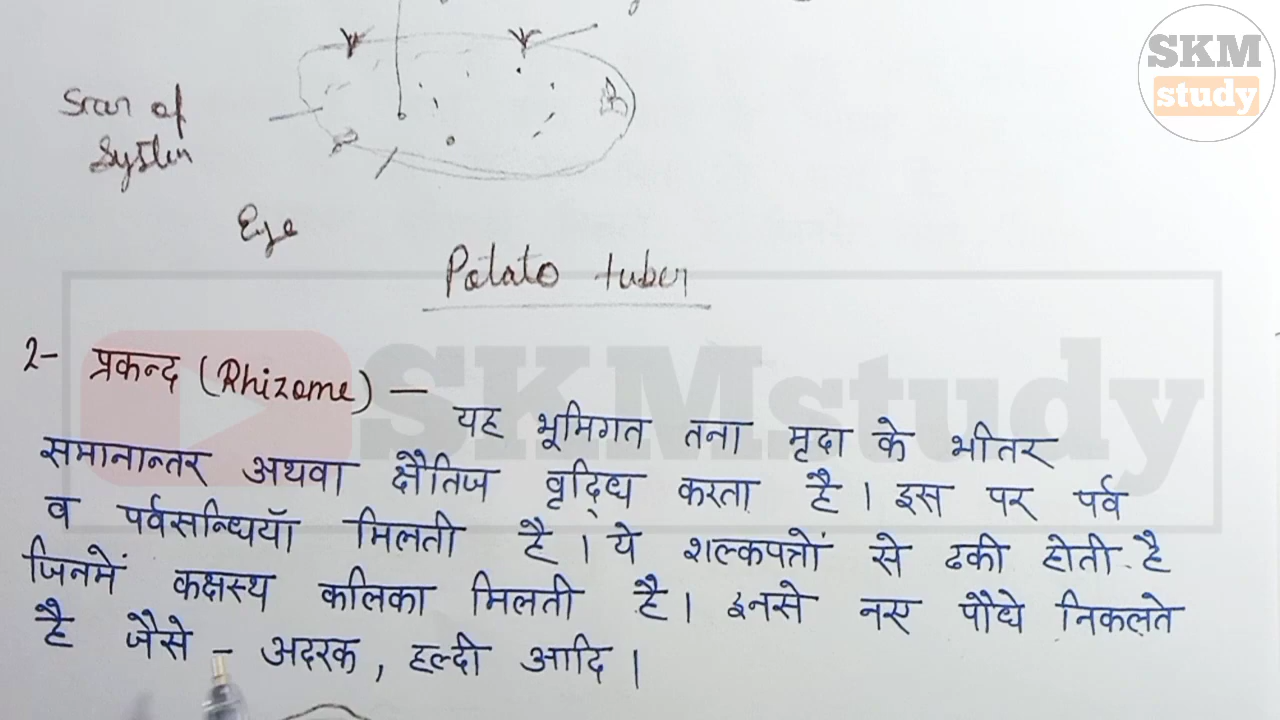 SKM
study
Scar of
System
Eye
Potato tuber
SKMstudy
2- प्रकन्द (Rhizome) —
यह भूमिगत तना मृदा के भीतर
समानान्तर अथवा क्षैतिज वृद्धि करता है। इस पर पर्व
व पर्वसन्धियाँ मिलती है। ये शल्कपत्रों से ढकी होती है
जिनमें कक्षस्थ कलिका मिलती है। इनसे नए पौधे निकलते
है जैसे - अदरक, हल्दी आदि।